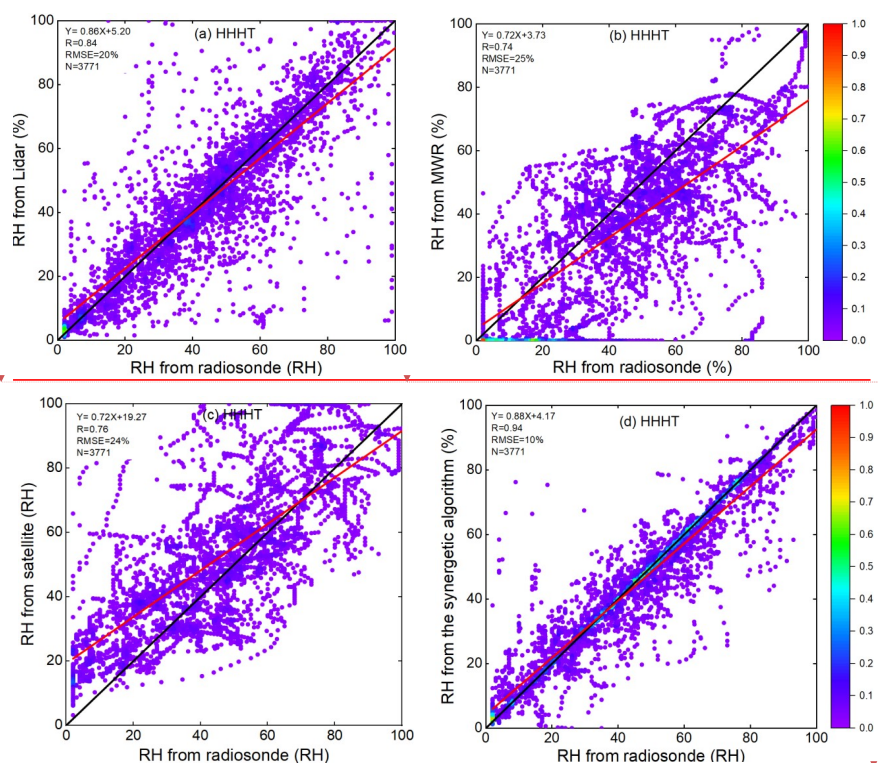 Y= 0.86X+5.20
R=0.84
RMSE=20%
N=3771
(a) HHHT
100
80
60
40
20
0
0 20 40 60 80 100
RH from Lidar (%)
RH from radiosonde (RH)
Y= 0.72X+3.73
R=0.74
RMSE=25%
N=3771
(b) HHHT
100
80
60
40
20
0
0 20 40 60 80 100
RH from MWR (%)
RH from radiosonde (%)
1.0
0.9
0.8
0.7
0.6
0.5
0.4
0.3
0.2
0.1
0.0
Y= 0.72X+19.27
R=0.76
RMSE=24%
N=3771
(c) HHHT
100
80
60
40
20
0
0 20 40 60 80 100
RH from satellite (RH)
RH from radiosonde (RH)
Y= 0.88X+4.17
R=0.94
RMSE=10%
N=3771
(d) HHHT
100
80
60
40
20
0
0 20 40 60 80 100
RH from the synergetic algorithm (%)
RH from radiosonde (RH)
1.0
0.9
0.8
0.7
0.6
0.5
0.4
0.3
0.2
0.1
0.0